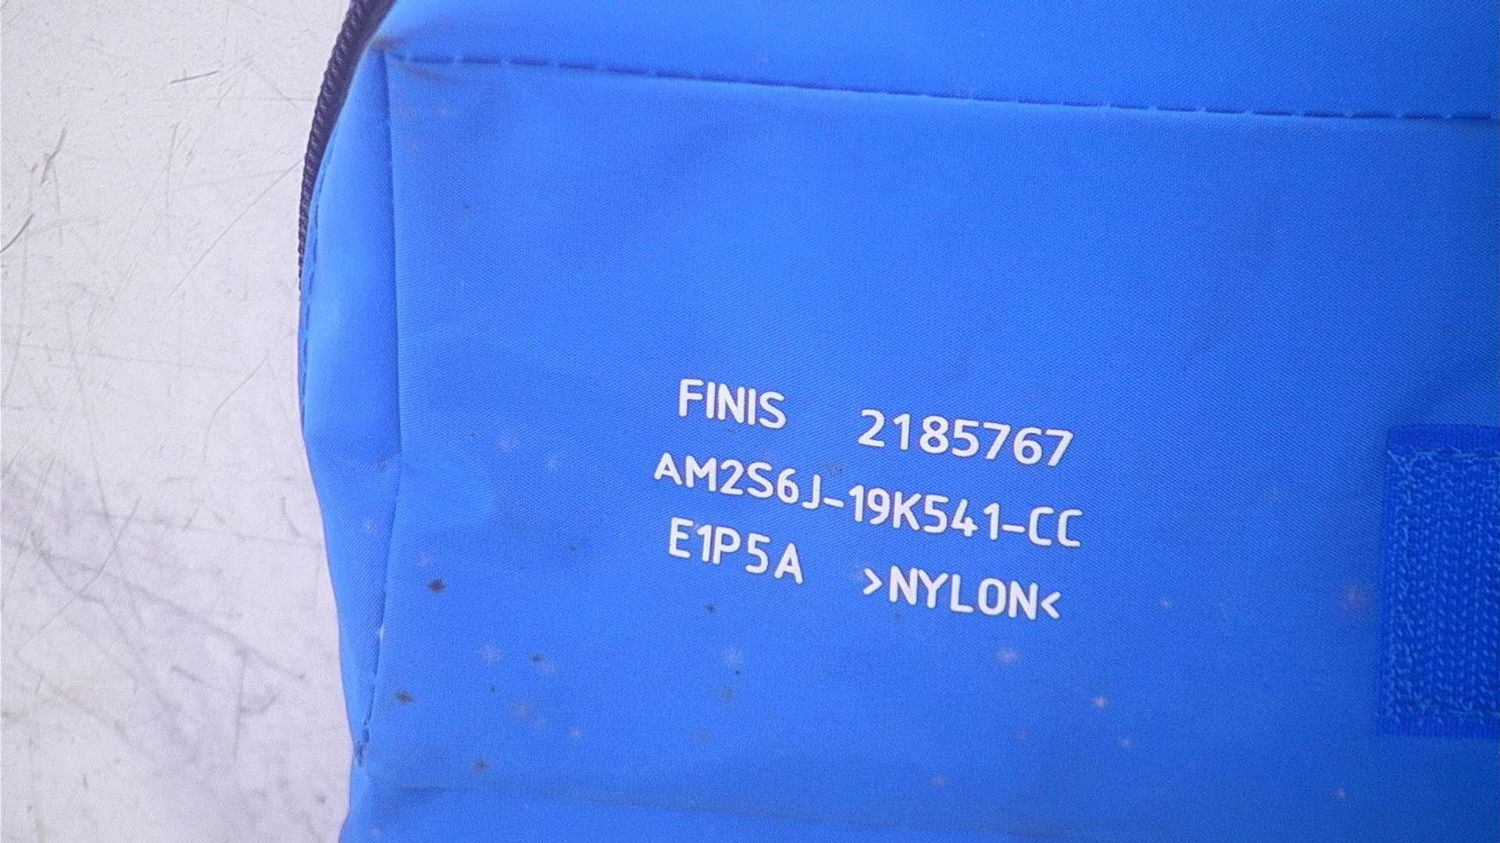 FINIS 2185767
AM2S6J-19K541-CC
E1P5A >NYLON<